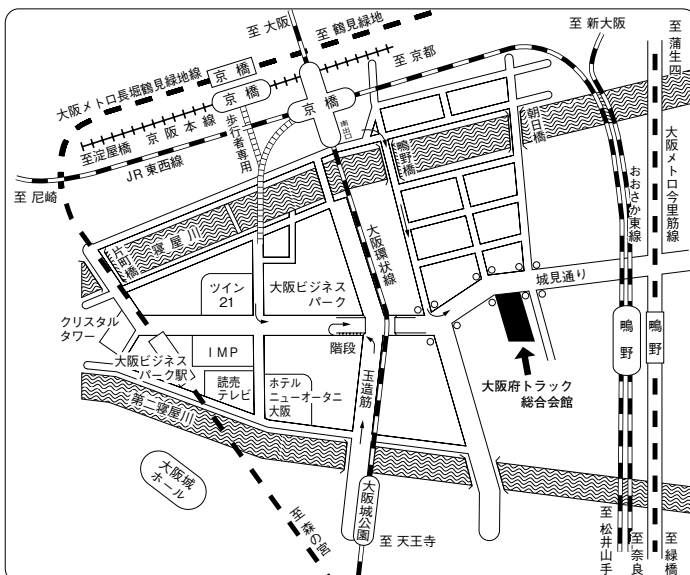 至 大阪
至 鶴見緑地
至 京都
至 新大阪
至 蒲生四
大阪メトロ長堀鶴見緑地線
京 橋
京 橋
京 橋
京 阪 本 線
至淀屋橋
歩行者専用
南出口
JR東西線
至 尼崎
鴫野橋
朝日橋
大阪メトロ今里筋線
おおさか東線
片町橋
寝 屋 川
大阪環状線
城見通り
ツイン
21
大阪ビジネス
パーク
クリスタル
タワー
大阪ビジネス
パーク駅
IMP
階段
読売
テレビ
ホテル
ニューオータニ
大阪
玉造筋
大阪府トラック
総合会館
鴫 野
鴫 野
第二寝屋川
大阪城
ホール
大阪城公園
至 森の宮
至 天王寺
至 松井山手
至 奈良
至 緑橋